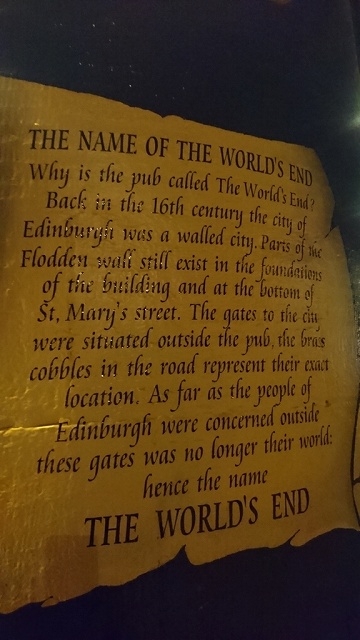 THE NAME OF THE WORLD'S END
Why is the pub called The World's End?
Back in the 16th century the city of
Edinburgh was a walled city. Parts of the
Flodden wall still exist in the foundations
of the building and at the bottom of
St, Mary's street. The gates to the city
were situated outside the pub, the brass
cobbles in the road represent their exact
location. As far as the people of
Edinburgh were concerned outside
these gates was no longer their world:
hence the name
THE WORLD'S END